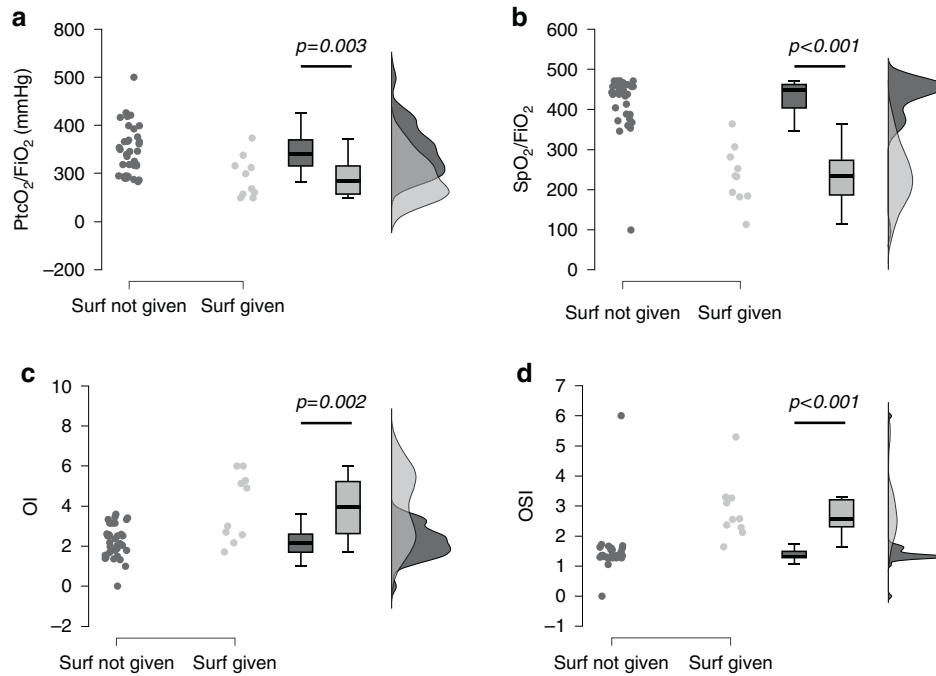 a
800
500
400
300
0
–200
PtcO2/FiO2 (mmHg)
p=0.003
Surf not given
Surf given
b
600
500
400
300
200
100
0
SpO2/FiO2
p<0.001
Surf not given
Surf given
c
10
8
6
4
2
0
–2
OI
p=0.002
Surf not given
Surf given
d
7
6
5
4
3
2
1
0
–1
OSI
p<0.001
Surf not given
Surf given